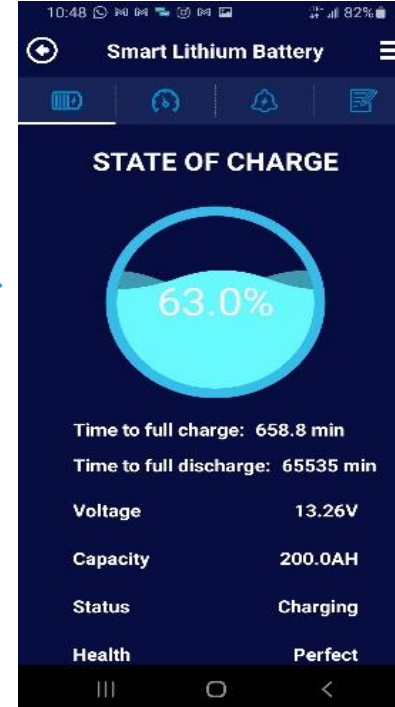 10:48 82%
Smart Lithium Battery
STATE OF CHARGE
63.0%
Time to full charge: 658.8 min
Time to full discharge: 65535 min
Voltage 13.26V
Capacity 200.0AH
Status Charging
Health Perfect